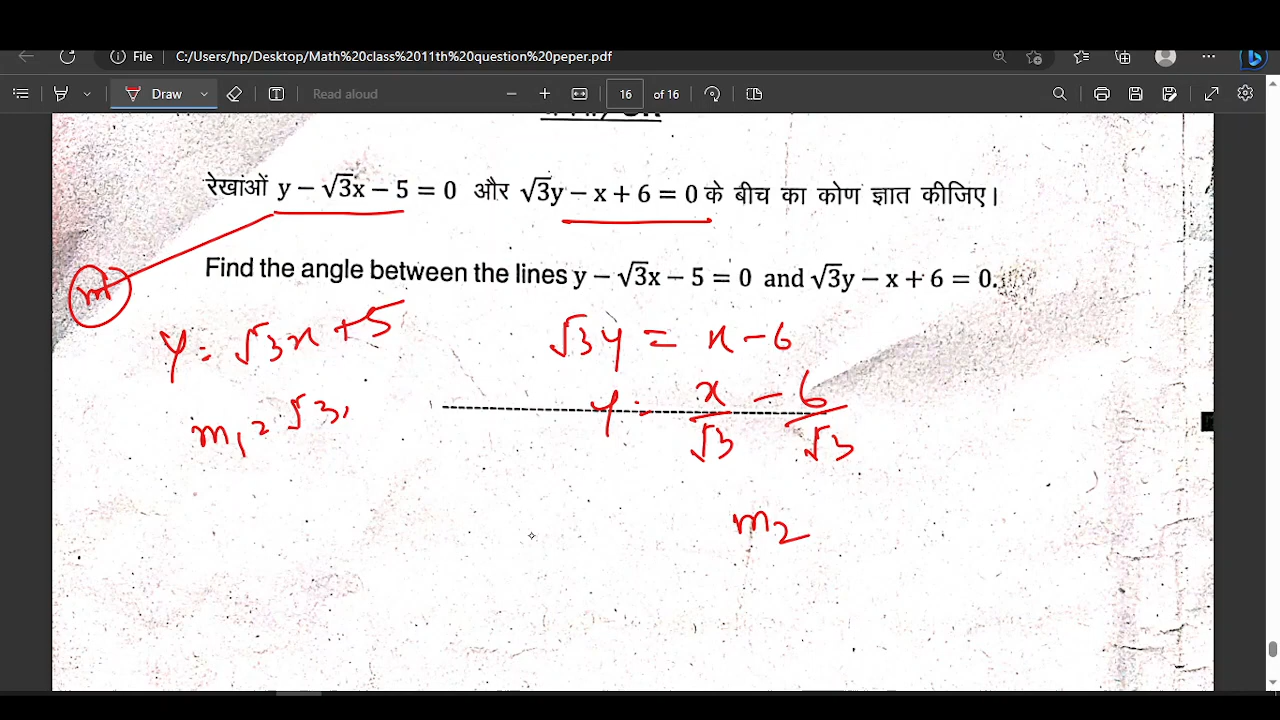 File C:/Users/hp/Desktop/Math%20class%2011th%20question%20peper.pdf
Draw Read aloud 16 of 16
रेखांओं y − √3x − 5 = 0 और √3y − x + 6 = 0 के बीच का कोण ज्ञात कीजिए।
Find the angle between the lines y − √3x − 5 = 0 and √3y − x + 6 = 0.
m
y = √3x + 5
√3y = x − 6
m₁ = √3,
y = x/√3 − 6/√3
m₂